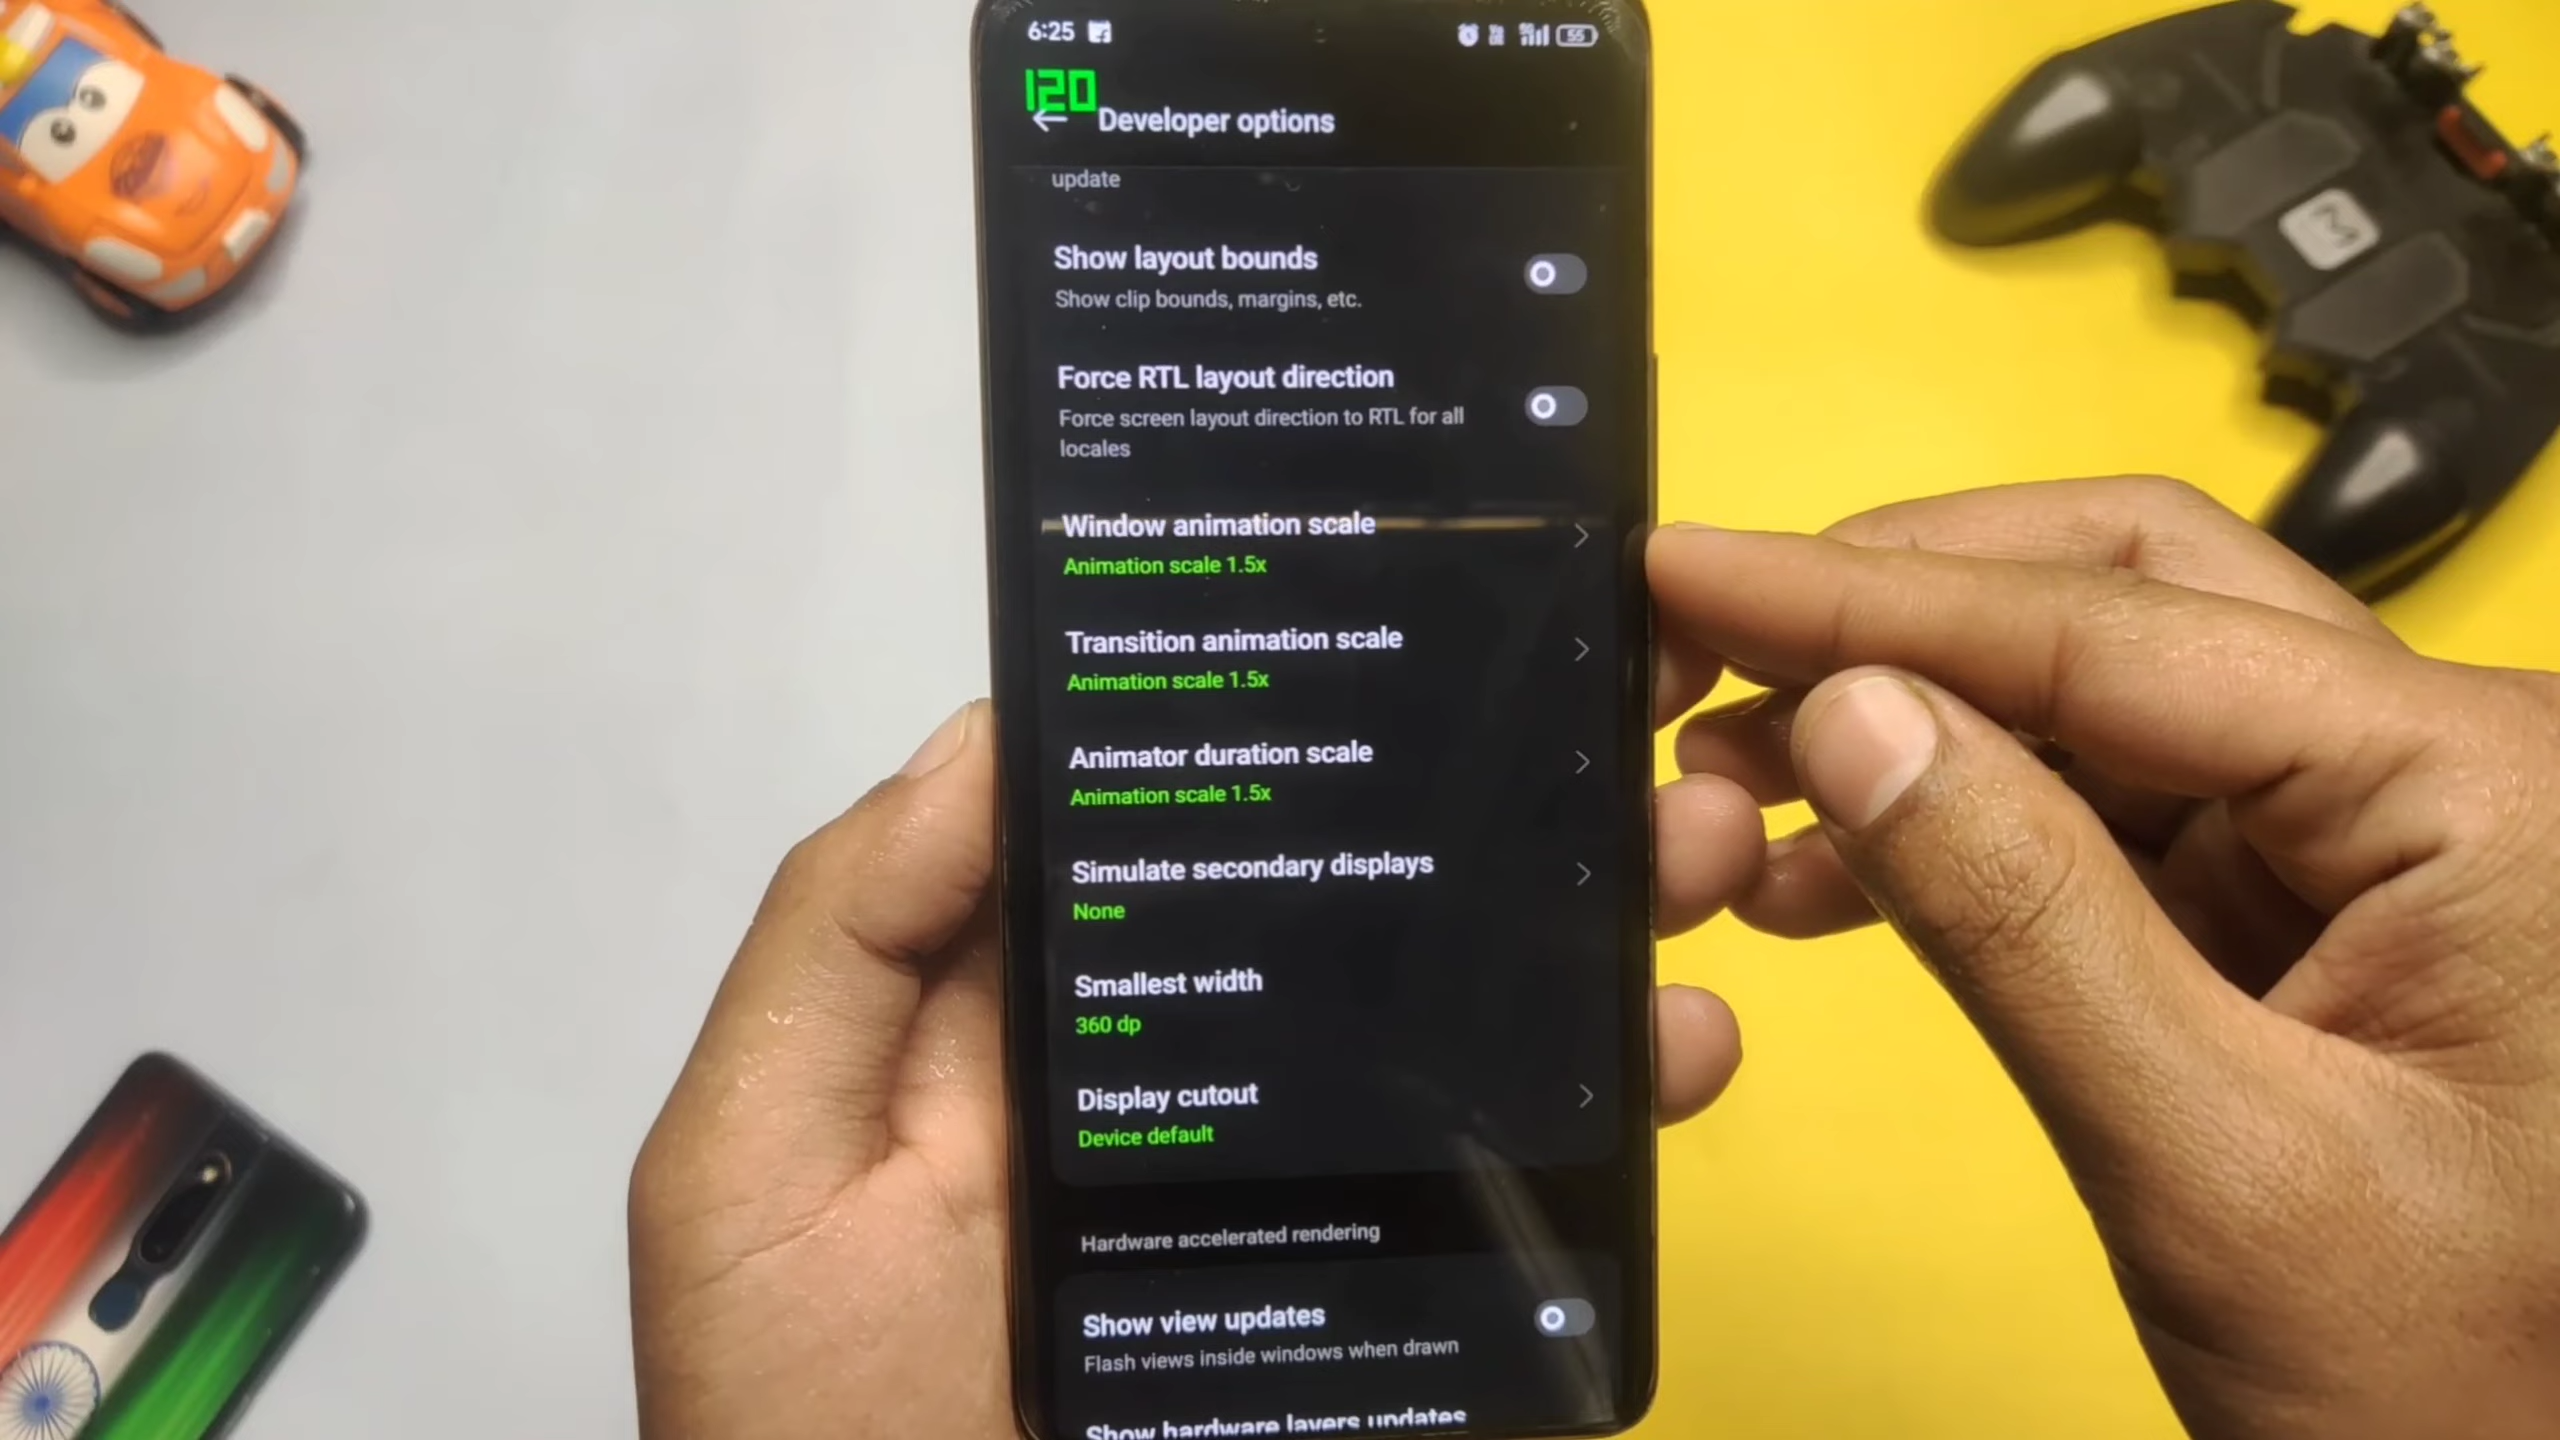 6:25
55
120
Developer options
update
Show layout bounds
Show clip bounds, margins, etc.
Force RTL layout direction
Force screen layout direction to RTL for all
locales
Window animation scale
Animation scale 1.5x
Transition animation scale
Animation scale 1.5x
Animator duration scale
Animation scale 1.5x
Simulate secondary displays
None
Smallest width
360 dp
Display cutout
Device default
Hardware accelerated rendering
Show view updates
Flash views inside windows when drawn
Show hardware layers updates